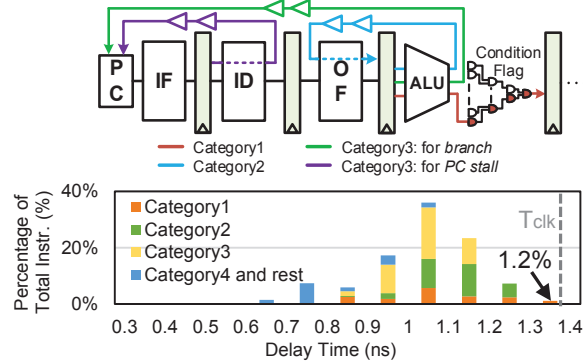 P
C
IF
ID
O
F
ALU
Condition
Flag
..
Category1
Category2
Category3: for branch
Category3: for PC stall
Percentage of
Total Instr. (%)
40%
20%
0%
Category1
Category2
Category3
Category4 and rest
Tclk
1.2%
0.3 0.4 0.5 0.6 0.7 0.8 0.9 1 1.1 1.2 1.3 1.4
Delay Time (ns)